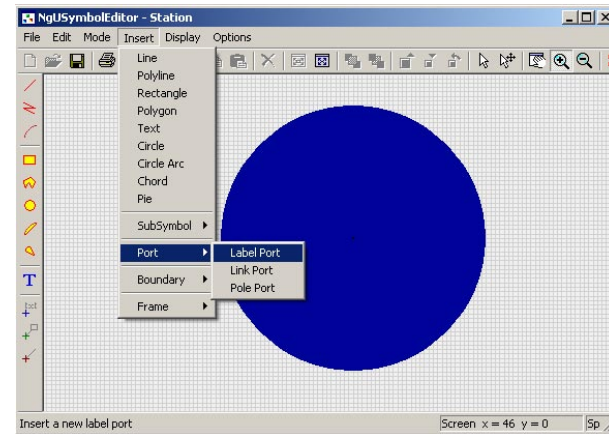 NgUSymbolEditor - Station
File Edit Mode Insert Display Options
Line
Polyline
Rectangle
Polygon
Text
Circle
Circle Arc
Chord
Pie
SubSymbol
Port
Label Port
Link Port
Pole Port
Boundary
Frame
T
txt
Insert a new label port
Screen x = 46 y = 0
Sp